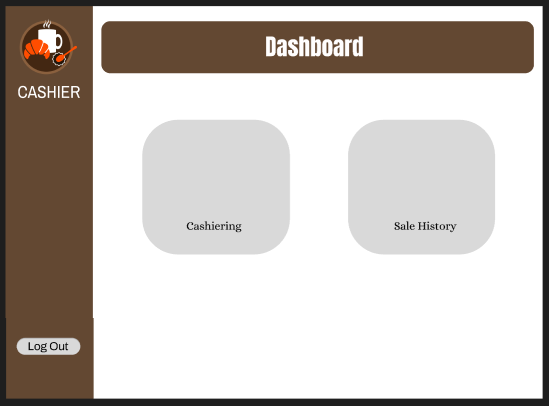 CASHIER
Dashboard
Cashiering
Sale History
Log Out